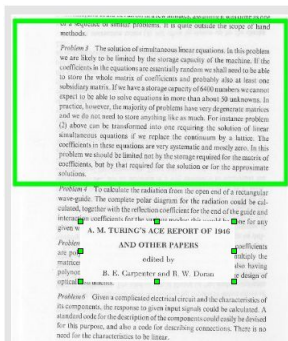 of a sequence of similar problems. It is quite outside the scope of hand
methods.
Problem 3 The solution of simultaneous linear equations. In this problem
we are likely to be limited by the storage capacity of the machine. If the
coefficients in the equations are essentially random we shall need to be able
to store the whole matrix of coefficients and probably also at least one
subsidiary matrix. If we have a storage capacity of 6400 numbers we cannot
expect to be able to solve equations in more than about 50 unknowns. In
practice, however, the majority of problems have very degenerate matrices
and we do not need to store anything like as much. For instance problem
(2) above can be transformed into one requiring the solution of linear
simultaneous equations if we replace the continuum by a lattice. The
coefficients in these equations are very systematic and mostly zero. In this
problem we should be limited not by the storage required for the matrix of
coefficients, but by that required for the solution or for the approximate
solutions.
Problem 4 To calculate the radiation from the open end of a rectangular
wave-guide. The complete polar diagram for the radiation could be cal-
culated, together with the reflection coefficient for the end of the guide and
interaction coefficients for the
given for any
A. M. TURING'S ACE REPORT OF 1946
AND OTHER PAPERS
edited by
B. E. Carpenter and R. W. Doran
Problem coefficients
are poly multiply the
matrices also having
polynom e design of
optical
Problem 6 Given a complicated electrical circuit and the characteristics of
its components, the response to given input signals could be calculated. A
standard code for the description of the components could easily be devised
for this purpose, and also a code for describing connections. There is no
need for the characteristics to be linear.